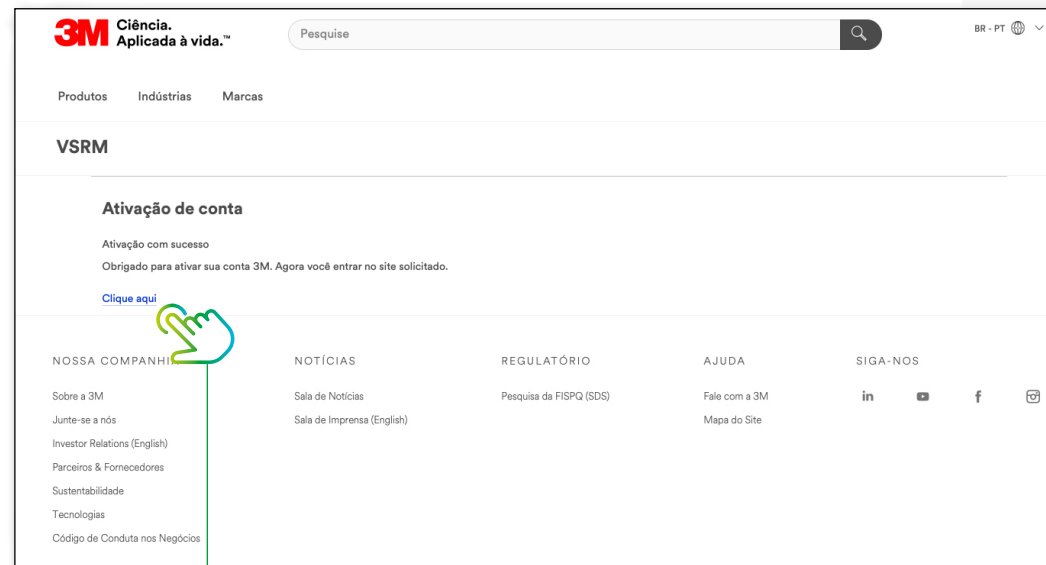 3M Ciência.
Aplicada à vida.™
Pesquise
BR - PT
Produtos Indústrias Marcas
VSRM
Ativação de conta
Ativação com sucesso
Obrigado para ativar sua conta 3M. Agora você entrar no site solicitado.
Clique aqui
NOSSA COMPANHIA
Sobre a 3M
Junte-se a nós
Investor Relations (English)
Parceiros & Fornecedores
Sustentabilidade
Tecnologias
Código de Conduta nos Negócios
NOTÍCIAS
Sala de Notícias
Sala de Imprensa (English)
REGULATÓRIO
Pesquisa da FISPQ (SDS)
AJUDA
Fale com a 3M
Mapa do Site
SIGA-NOS